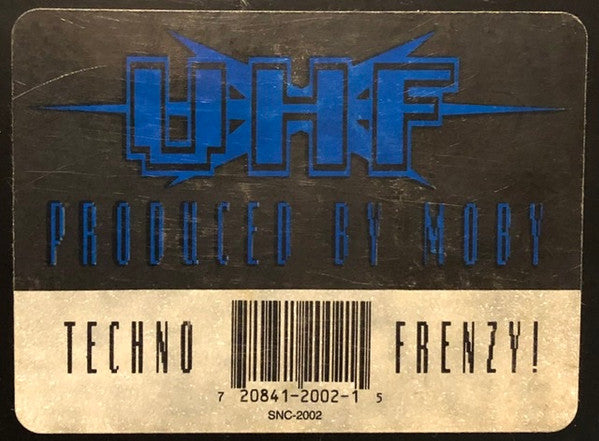 UHF
PRODUCED BY MOBY
TECHNO FRENZY!
7 20841-2002-1 5
SNC-2002